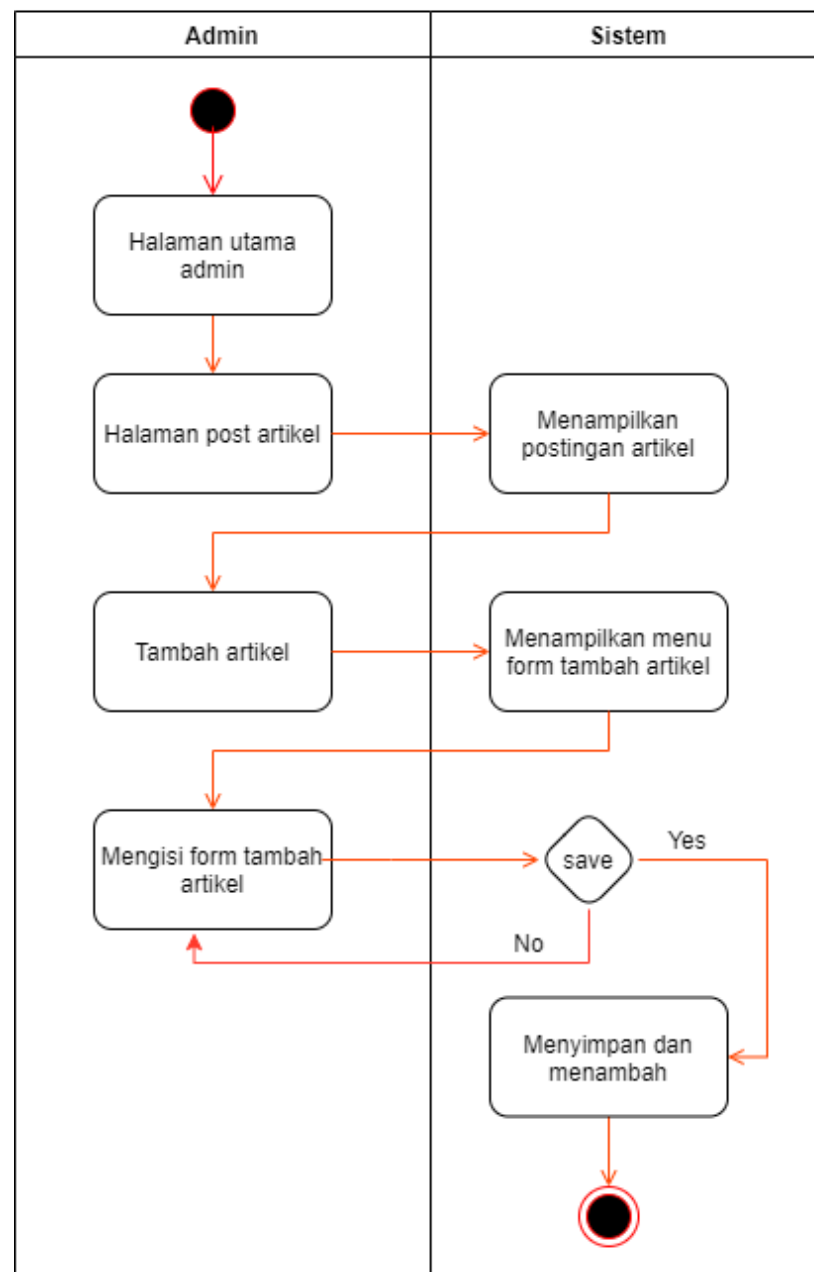 Admin
Sistem
Halaman utama
admin
Halaman post artikel
Menampilkan
postingan artikel
Tambah artikel
Menampilkan menu
form tambah artikel
Mengisi form tambah
artikel
save
Yes
No
Menyimpan dan
menambah